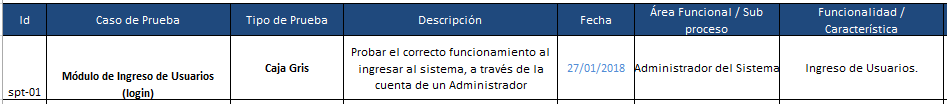 Id
Caso de Prueba
Tipo de Prueba
Descripción
Fecha
Área Funcional / Sub
proceso
Funcionalidad /
Característica
spt-01
Módulo de Ingreso de Usuarios
(login)
Caja Gris
Probar el correcto funcionamiento al
ingresar al sistema, a través de la
cuenta de un Administrador
27/01/2018
Administrador del Sistema
Ingreso de Usuarios.